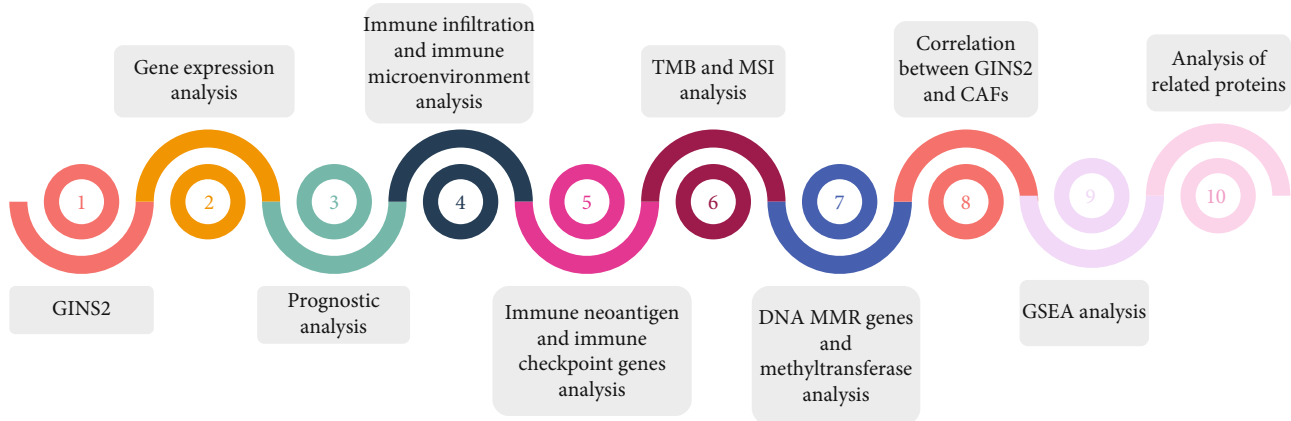 1
GINS2
2
Gene expression
analysis
3
Prognostic
analysis
4
Immune infiltration
and immune
microenvironment
analysis
5
Immune neoantigen
and immune
checkpoint genes
analysis
6
TMB and MSI
analysis
7
DNA MMR genes
and
methyltransferase
analysis
8
Correlation
between GINS2
and CAFs
9
GSEA analysis
10
Analysis of
related proteins